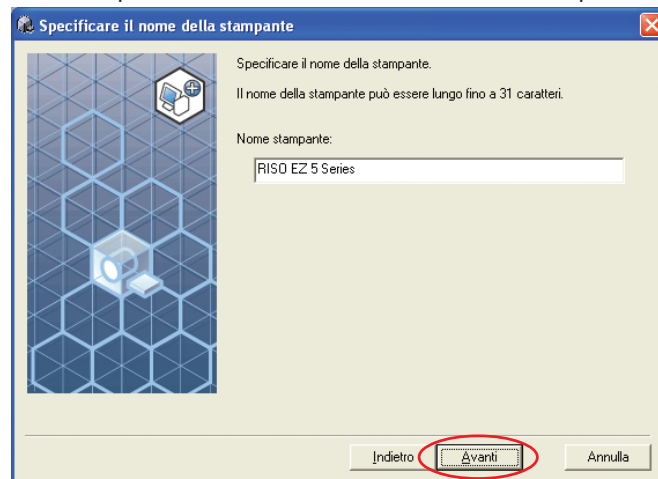 Specificare il nome della stampante
Specificare il nome della stampante.
Il nome della stampante può essere lungo fino a 31 caratteri.
Nome stampante:
RISO EZ 5 Series
Indietro Avanti Annulla